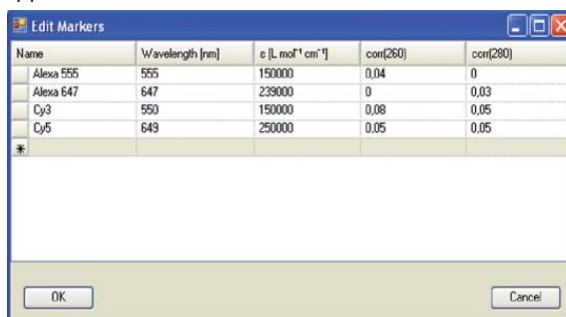 Edit Markers
Name Wavelength [nm] ε [L mol⁻¹ cm⁻¹] corr(260) corr(280)
Alexa 555 555 150000 0,04 0
Alexa 647 647 239000 0 0,03
Cy3 550 150000 0,08 0,05
Cy5 649 250000 0,05 0,05
*
OK Cancel